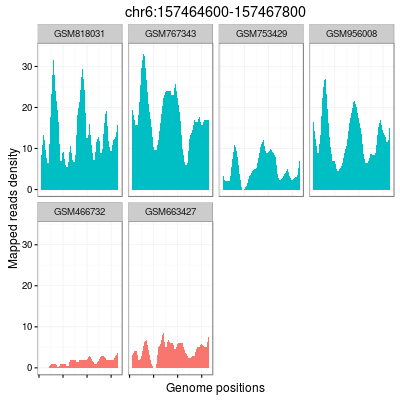 chr6:157464600-157467800
GSM818031 GSM767343 GSM753429 GSM956008
30
20
10
0
GSM466732 GSM663427
30
20
10
0
Mapped reads density
Genome positions